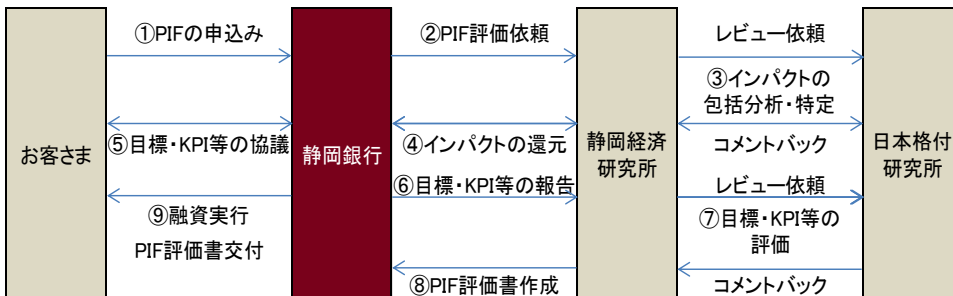 ①PIFの申込み
②PIF評価依頼
レビュー依頼
③インパクトの
包括分析・特定
お客さま
⑤目標・KPI等の協議
静岡銀行
④インパクトの還元
静岡経済
研究所
コメントバック
日本格付
研究所
⑥目標・KPI等の報告
レビュー依頼
⑨融資実行
PIF評価書交付
⑦目標・KPI等の
評価
⑧PIF評価書作成
コメントバック